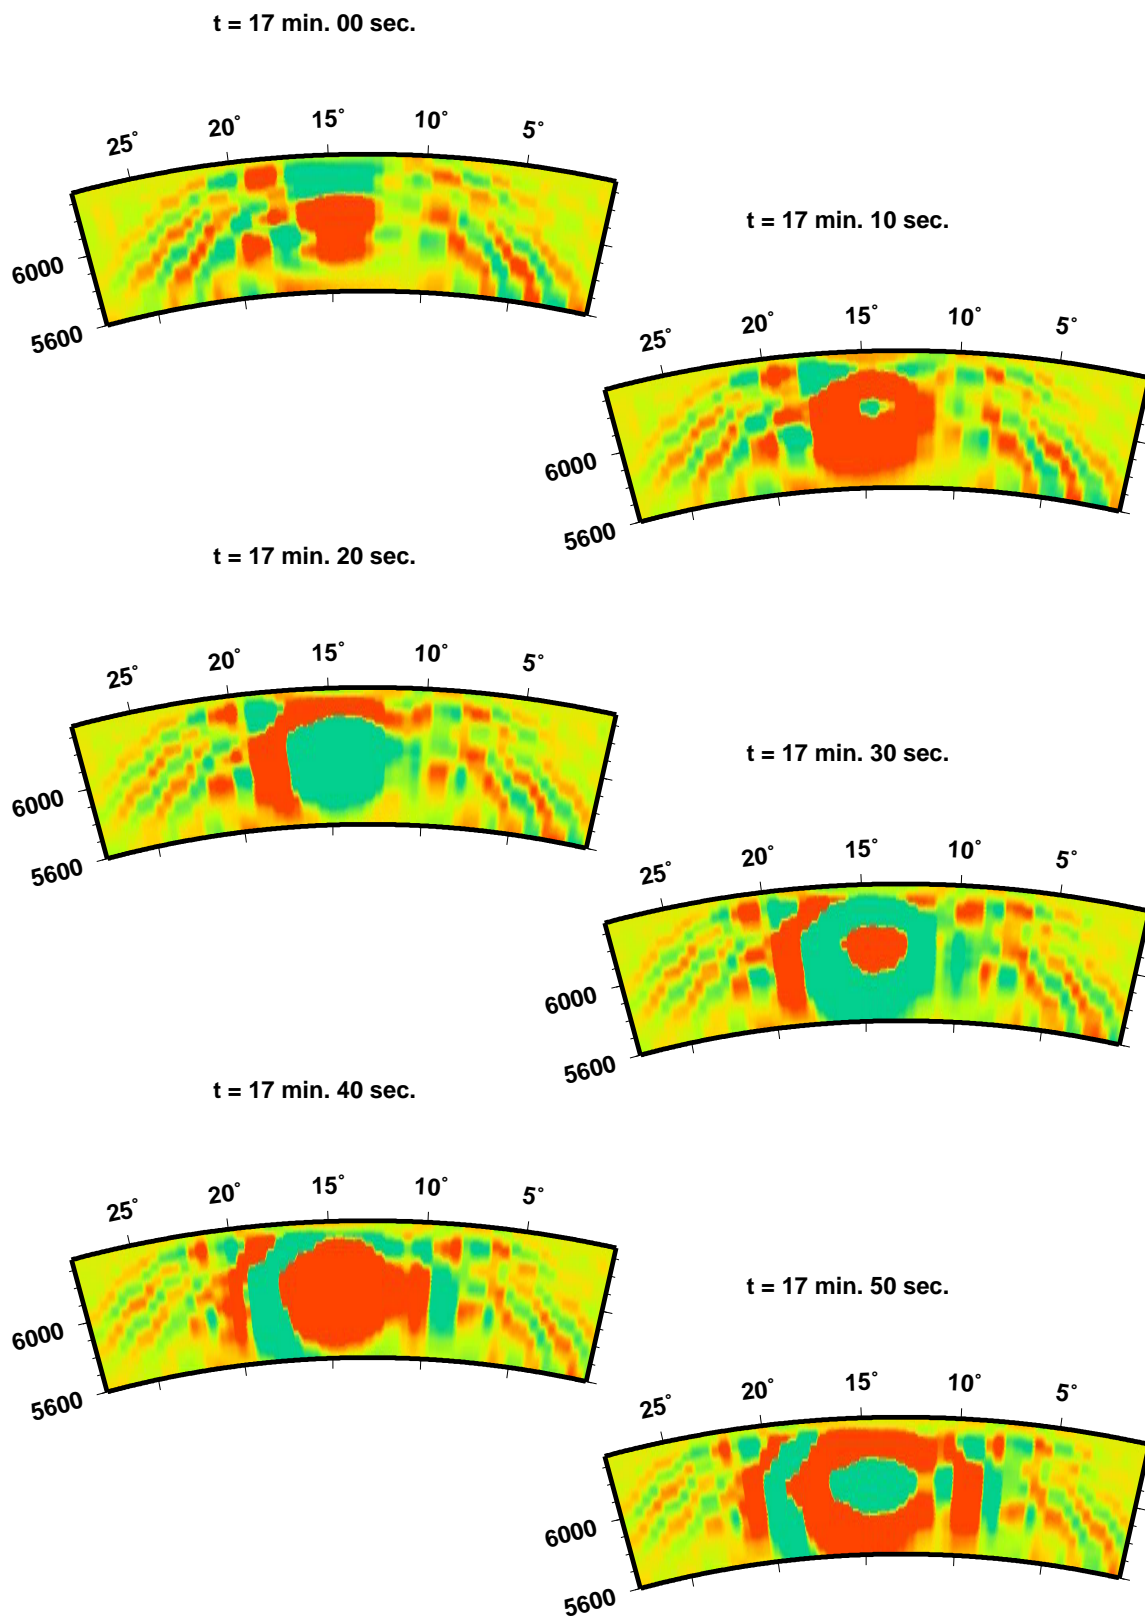 t = 17 min. 00 sec.
25° 20° 15° 10° 5°
6000
5600
t = 17 min. 10 sec.
25° 20° 15° 10° 5°
6000
5600
t = 17 min. 20 sec.
25° 20° 15° 10° 5°
6000
5600
t = 17 min. 30 sec.
25° 20° 15° 10° 5°
6000
5600
t = 17 min. 40 sec.
25° 20° 15° 10° 5°
6000
5600
t = 17 min. 50 sec.
25° 20° 15° 10° 5°
6000
5600